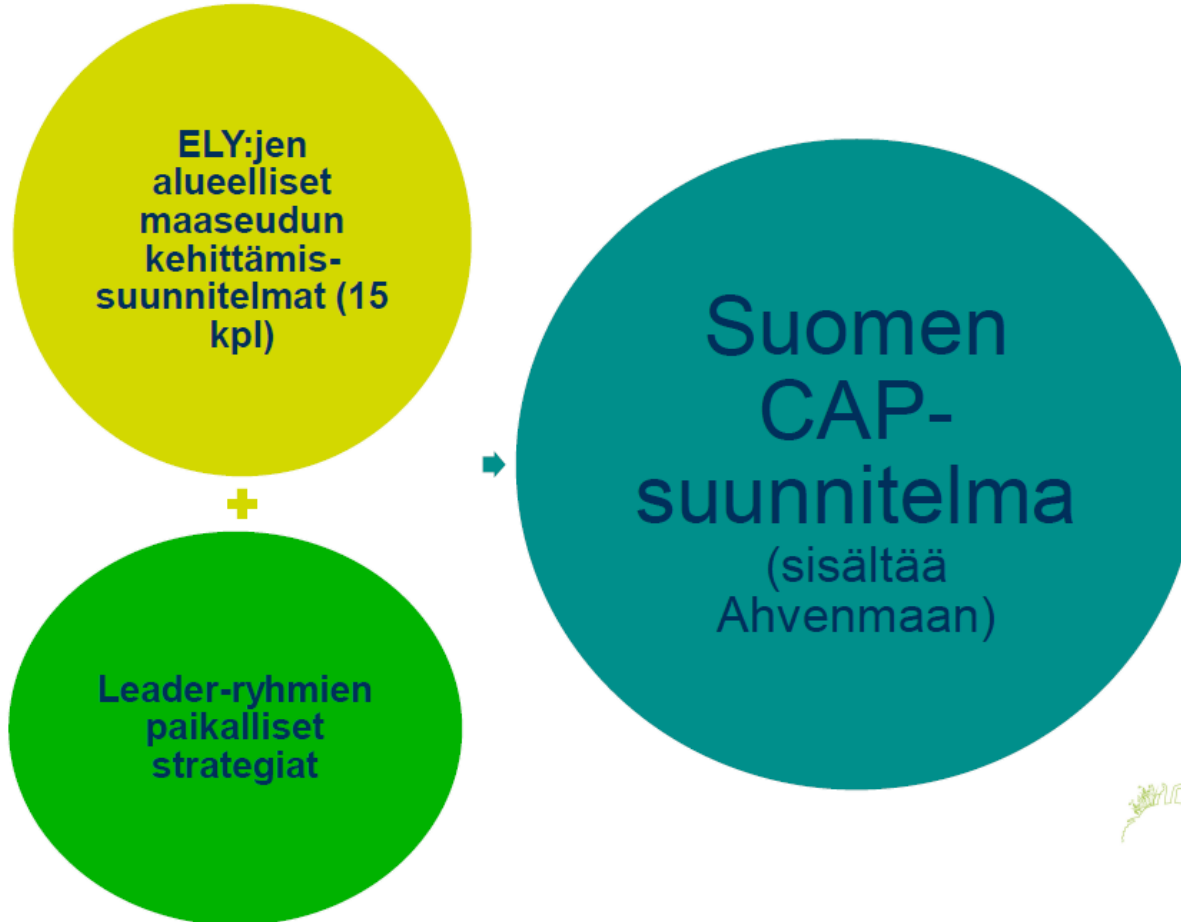 ELY:jen
alueelliset
maaseudun
kehittämis-
suunnitelmat (15
kpl)
Leader-ryhmien
paikalliset
strategiat
Suomen
CAP-
suunnitelma
(sisältää
Ahvenmaan)